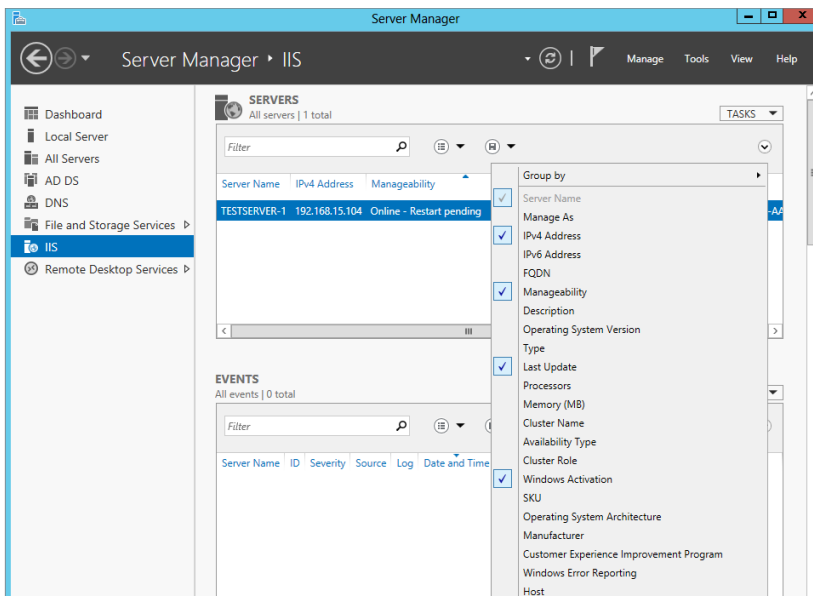 Server Manager
Server Manager • IIS
Manage Tools View Help
Dashboard
Local Server
All Servers
AD DS
DNS
File and Storage Services
IIS
Remote Desktop Services
SERVERS
All servers | 1 total
TASKS
Filter
Server Name IPv4 Address Manageability
TESTSERVER-1 192.168.15.104 Online - Restart pending
-AA
Group by
Server Name
Manage As
IPv4 Address
IPv6 Address
FQDN
Manageability
Description
Operating System Version
Type
Last Update
Processors
Memory (MB)
Cluster Name
Availability Type
Cluster Role
Windows Activation
SKU
Operating System Architecture
Manufacturer
Customer Experience Improvement Program
Windows Error Reporting
Host
EVENTS
All events | 0 total
Filter
Server Name ID Severity Source Log Date and Time